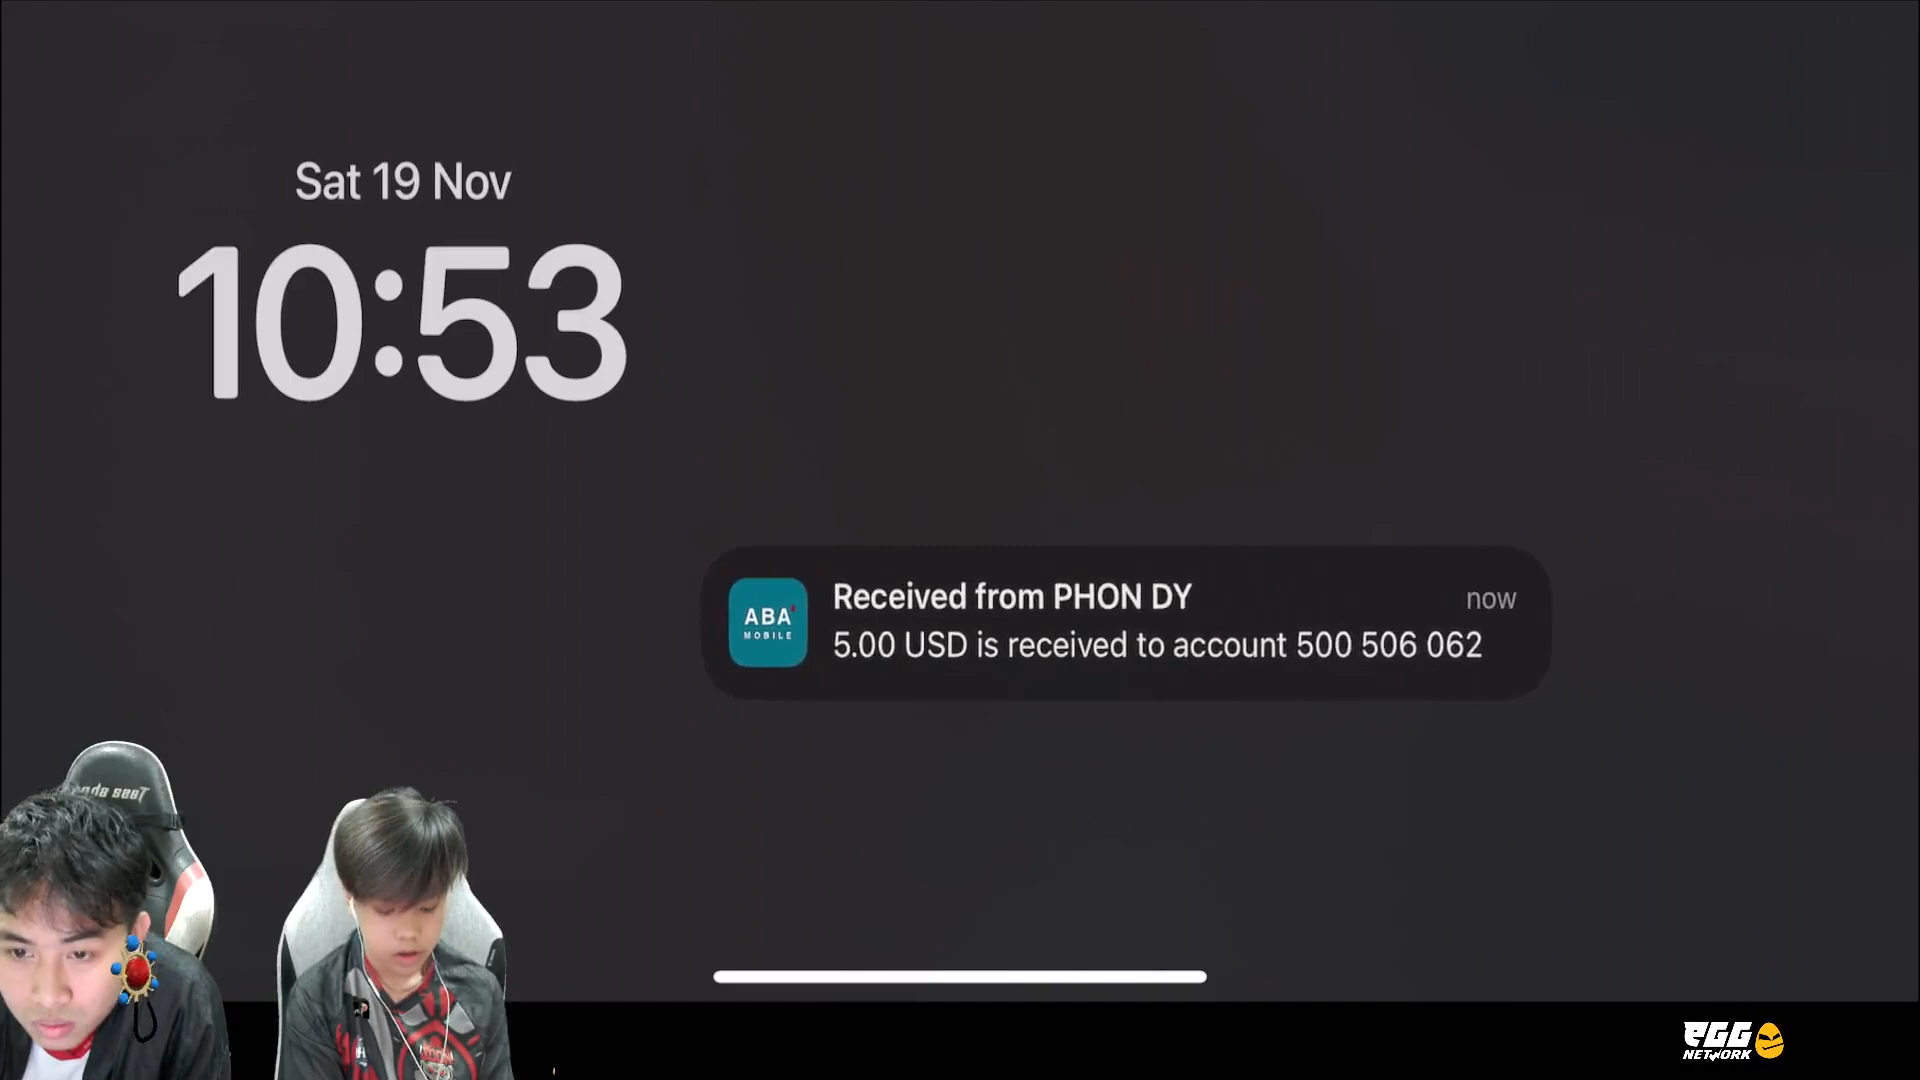 Sat 19 Nov
10:53
ABA
MOBILE
Received from PHON DY
now
5.00 USD is received to account 500 506 062
eGG
NETWORK